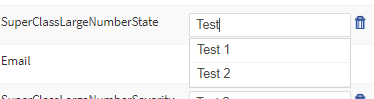 SuperClassLargeNumberState Test
Test 1
Email
Test 2